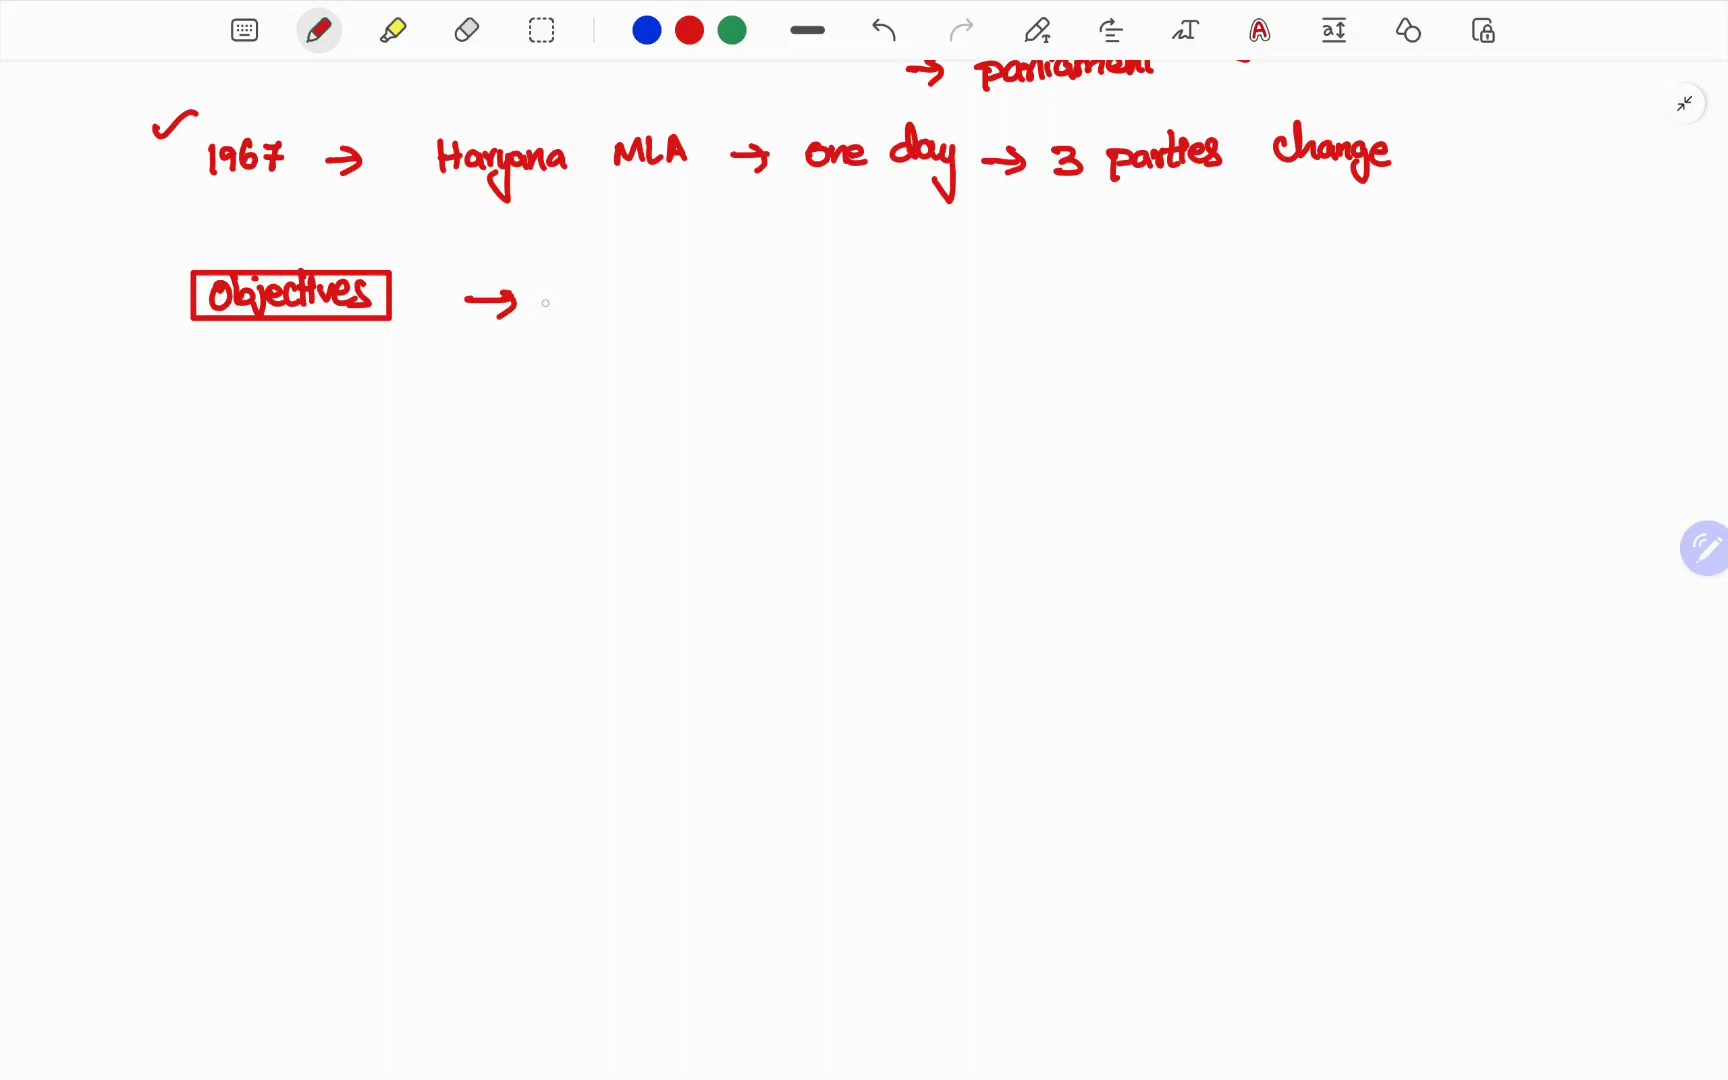 → parliament
1967 → Haryana MLA → one day → 3 parties change
Objectives →